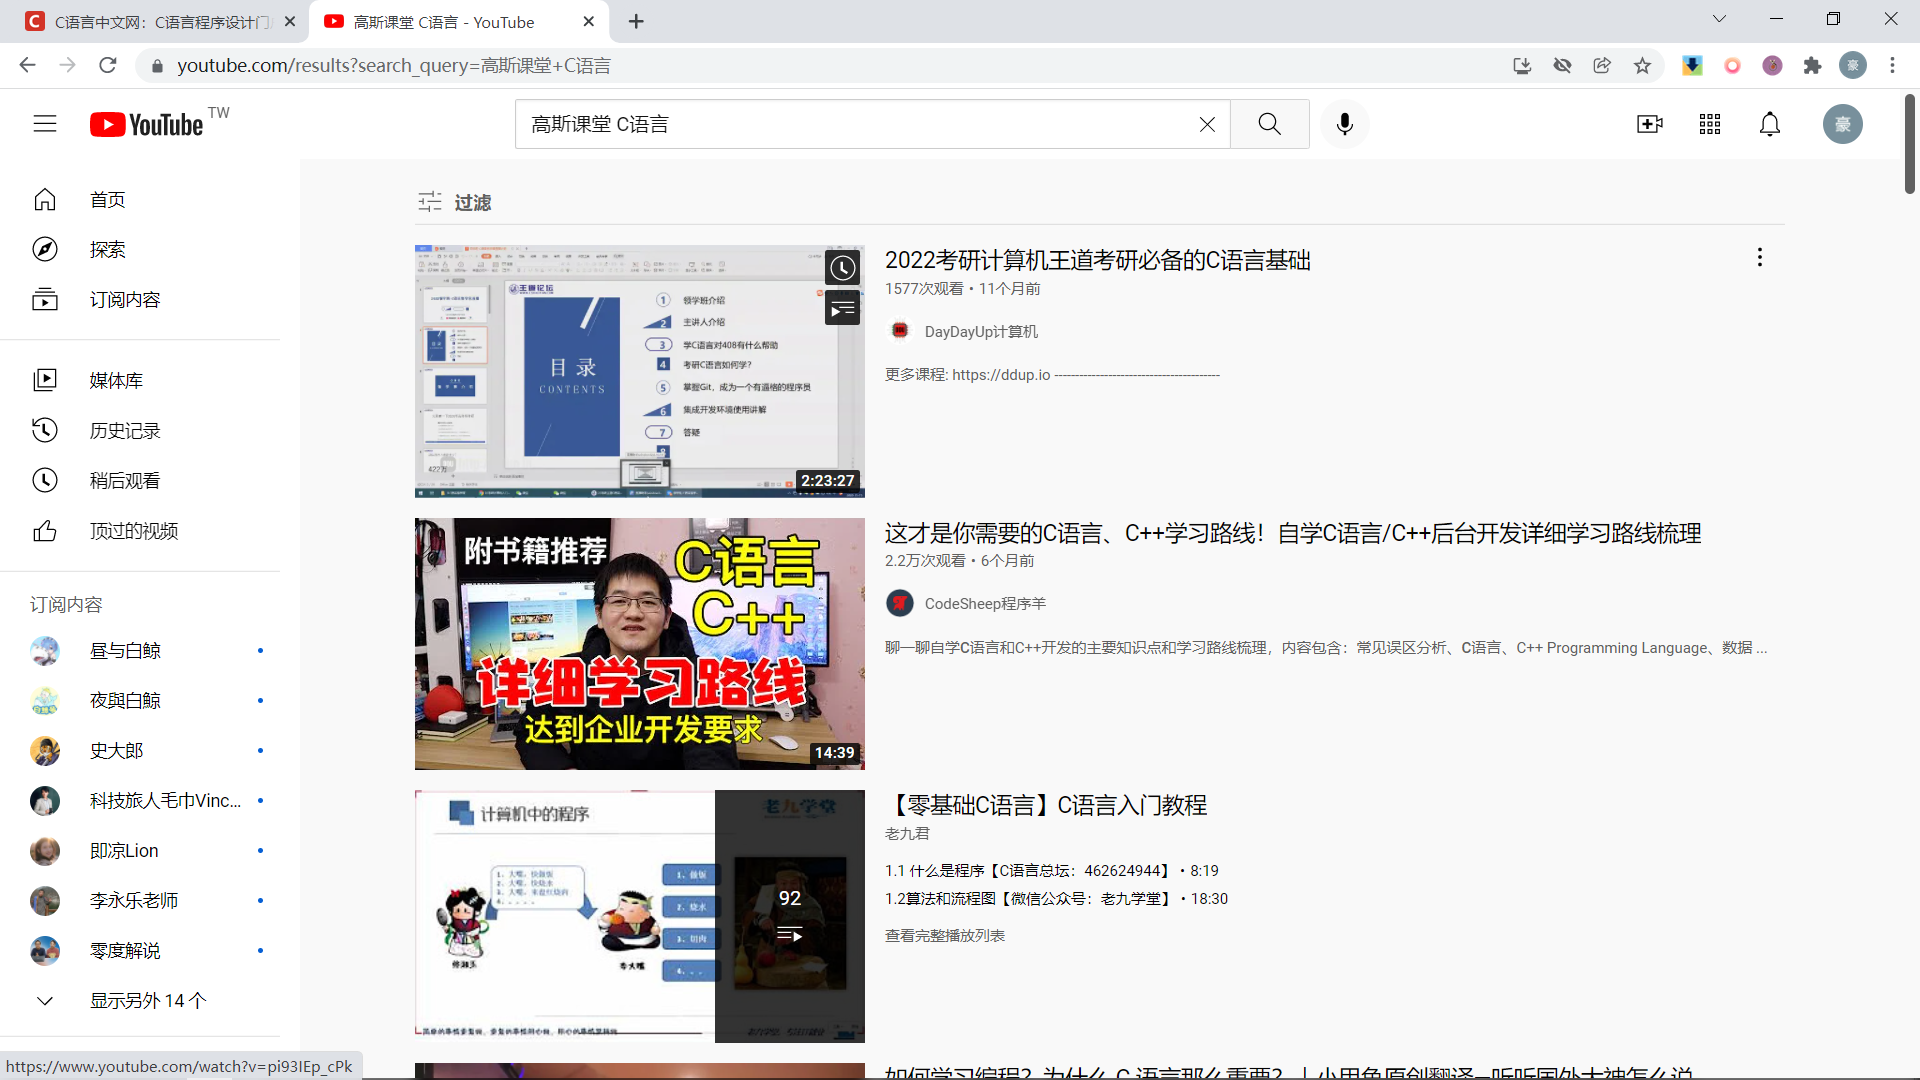 C语言中文网：C语言程序设计门
高斯课堂 C语言 - YouTube
youtube.com/results?search_query=高斯课堂+C语言
豪
YouTube TW
高斯课堂 C语言
豪
首页
探索
订阅内容
媒体库
历史记录
稍后观看
顶过的视频
订阅内容
昼与白鲸
夜與白鲸
史大郎
科技旅人毛巾Vinc...
即凉Lion
李永乐老师
零度解说
显示另外 14 个
过滤
王道论坛
目录
CONTENTS
1 领学班介绍
2 主讲人介绍
3 学C语言对408有什么帮助
4 考研C语言如何学？
5 掌握Git，成为一个有逼格的程序员
6 集成开发环境使用讲解
7 答疑
8
2:23:27
2022考研计算机王道考研必备的C语言基础
1577次观看 • 11个月前
DayDayUp计算机
更多课程: https://ddup.io ----------------------------------------
附书籍推荐
C语言
C++
详细学习路线
达到企业开发要求
14:39
这才是你需要的C语言、C++学习路线！自学C语言/C++后台开发详细学习路线梳理
2.2万次观看 • 6个月前
CodeSheep程序羊
聊一聊自学C语言和C++开发的主要知识点和学习路线梳理，内容包含：常见误区分析、C语言、C++ Programming Language、数据 ...
计算机中的程序
老九学堂
1、做饭
2、烧水
3、切肉
4、. .
李大嘴
92
【零基础C语言】C语言入门教程
老九君
1.1 什么是程序【C语言总坛：462624944】 • 8:19
1.2算法和流程图【微信公众号：老九学堂】 • 18:30
查看完整播放列表
如何学习编程？为什么 C 语言那么重要？ | 小甲鱼原创翻译—听听国外大神怎么说
https://www.youtube.com/watch?v=pi93IEp_cPk